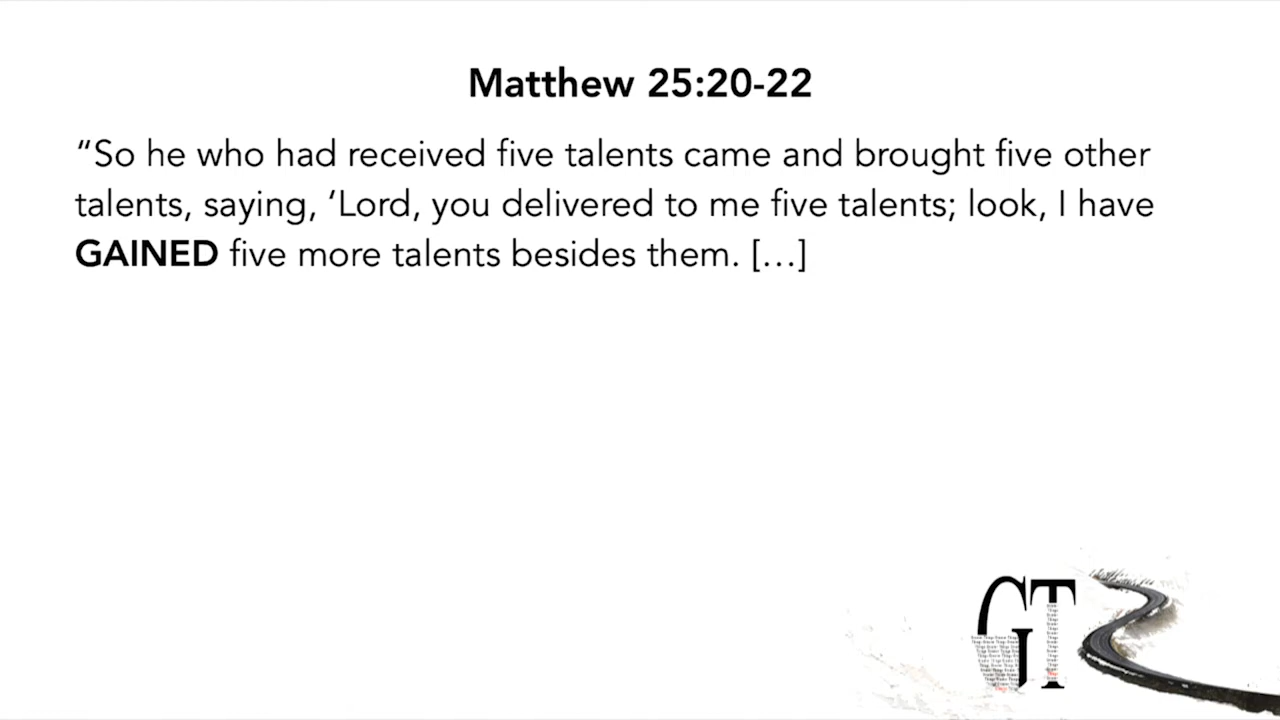 Matthew 25:20-22
“So he who had received five talents came and brought five other
talents, saying, ‘Lord, you delivered to me five talents; look, I have
GAINED five more talents besides them. […]
GT